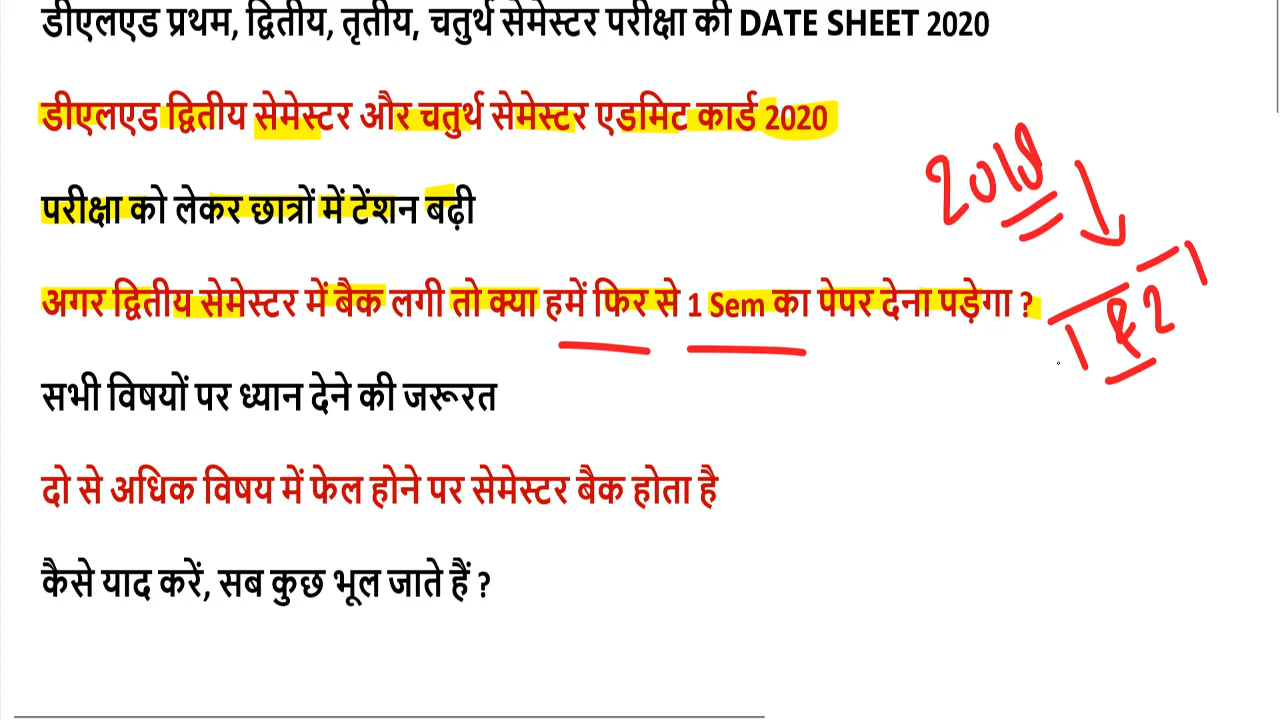 डीएलएड प्रथम, द्वितीय, तृतीय, चतुर्थ सेमेस्टर परीक्षा की DATE SHEET 2020
डीएलएड द्वितीय सेमेस्टर और चतुर्थ सेमेस्टर एडमिट कार्ड 2020
परीक्षा को लेकर छात्रों में टेंशन बढ़ी
2018
अगर द्वितीय सेमेस्टर में बैक लगी तो क्या हमें फिर से 1 Sem का पेपर देना पड़ेगा ?
सभी विषयों पर ध्यान देने की जरूरत
दो से अधिक विषय में फेल होने पर सेमेस्टर बैक होता है
कैसे याद करें, सब कुछ भूल जाते हैं ?